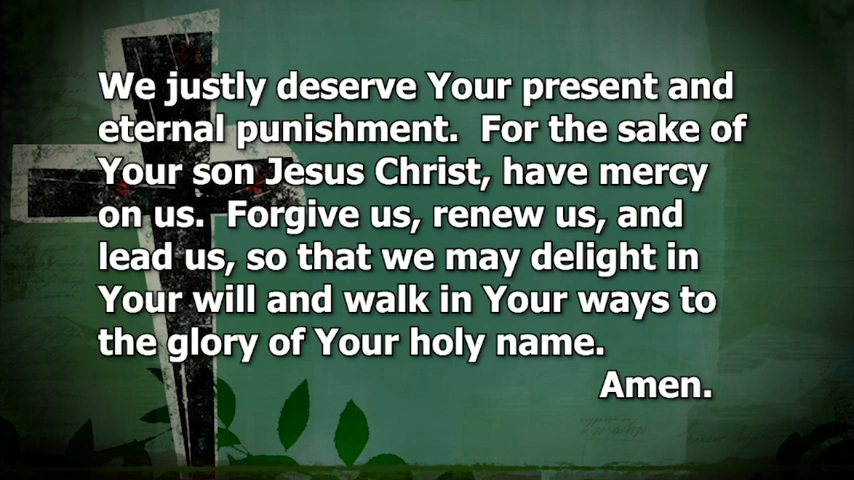 We justly deserve Your present and
eternal punishment.  For the sake of
Your son Jesus Christ, have mercy
on us.  Forgive us, renew us, and
lead us, so that we may delight in
Your will and walk in Your ways to
the glory of Your holy name.
Amen.